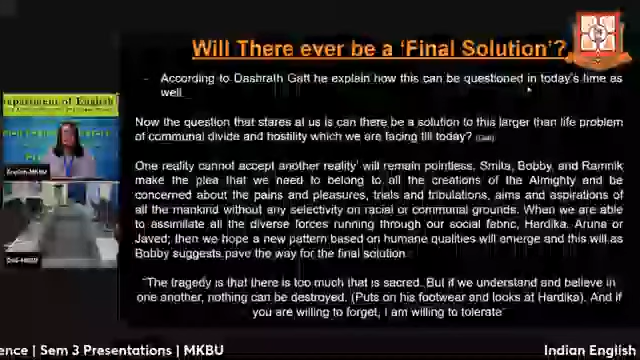 Will There ever be a 'Final Solution'?
- According to Dashrath Gatt he explain how this can be questioned in today's time as
well.
Now the question that stares at us is can there be a solution to this larger than life problem
of communal divide and hostility which we are facing till today? (Gatt)
One reality cannot accept another reality' will remain pointless. Smita, Bobby, and Ramnik
make the plea that we need to belong to all the creations of the Almighty and be
concerned about the pains and pleasures, trials and tribulations, aims and aspirations of
all the mankind without any selectivity on racial or communal grounds. When we are able
to assimilate all the diverse forces running through our social fabric, Hardika, Aruna or
Javed; then we hope a new pattern based on humane qualities will emerge and this will as
Bobby suggests pave the way for the final solution.
"The tragedy is that there is too much that is sacred. But if we understand and believe in
one another, nothing can be destroyed. (Puts on his footwear and looks at Hardika). And if
you are willing to forget, I am willing to tolerate"
epartment of English
English-MKBU
ence | Sem 3 Presentations | MKBU
Indian English